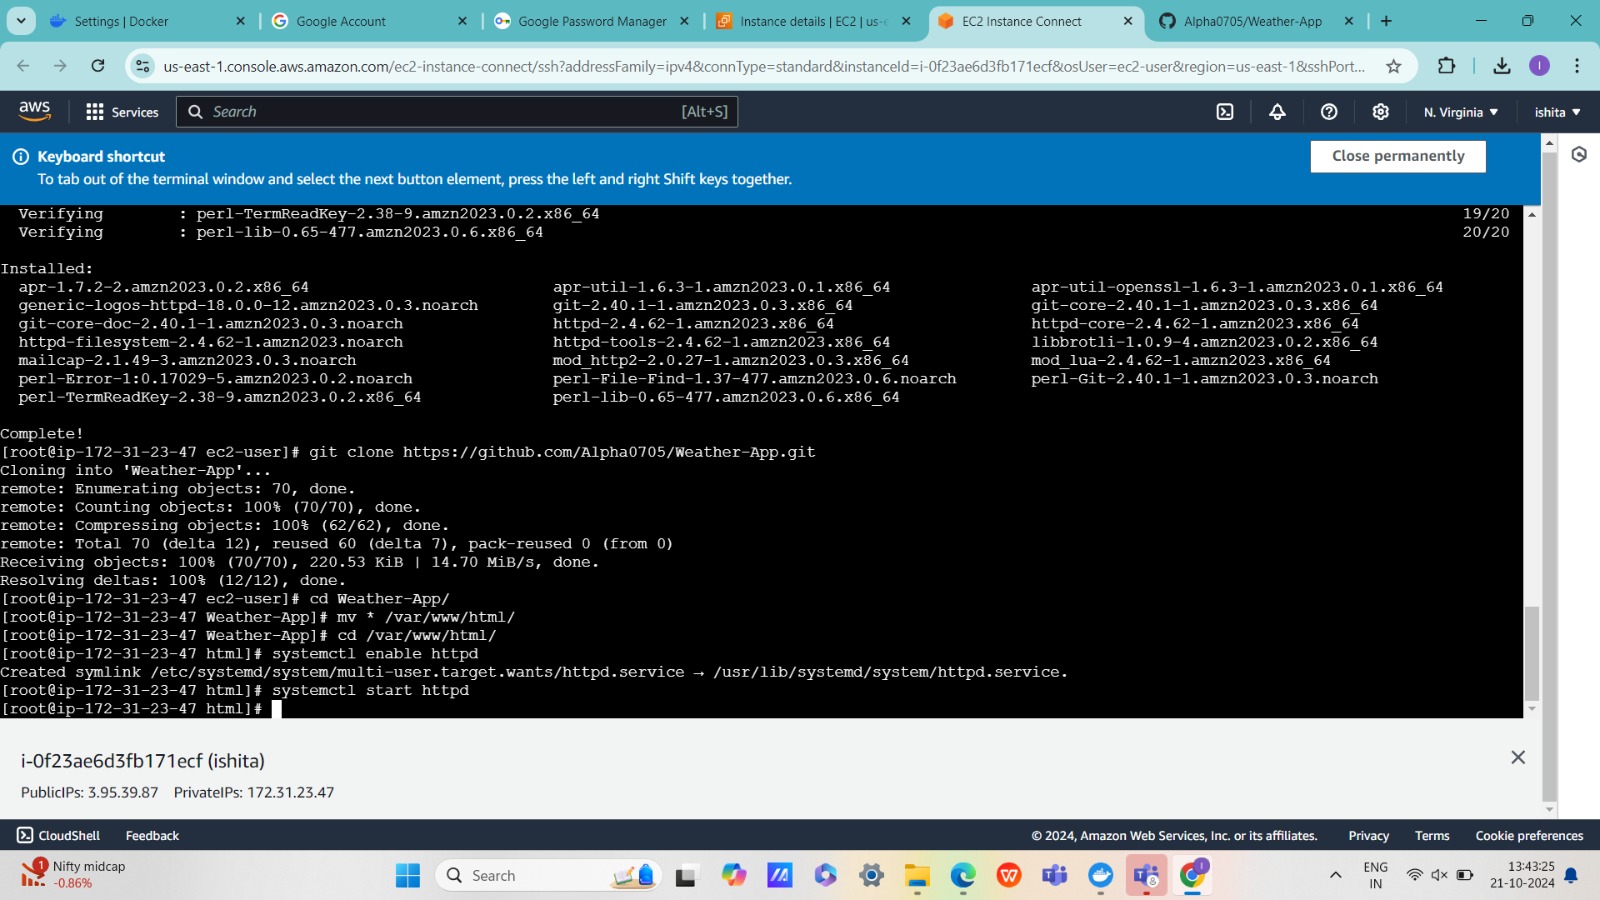 Settings | Docker
Google Account
Google Password Manager
Instance details | EC2 | us-e
EC2 Instance Connect
Alpha0705/Weather-App
us-east-1.console.aws.amazon.com/ec2-instance-connect/ssh?addressFamily=ipv4&connType=standard&instanceId=i-0f23ae6d3fb171ecf&osUser=ec2-user&region=us-east-1&sshPort...
aws
Services
Search
[Alt+S]
N. Virginia
ishita
Keyboard shortcut
To tab out of the terminal window and select the next button element, press the left and right Shift keys together.
Close permanently
Verifying : perl-TermReadKey-2.38-9.amzn2023.0.2.x86_64 19/20
Verifying : perl-lib-0.65-477.amzn2023.0.6.x86_64 20/20
Installed:
apr-1.7.2-2.amzn2023.0.2.x86_64 apr-util-1.6.3-1.amzn2023.0.1.x86_64 apr-util-openssl-1.6.3-1.amzn2023.0.1.x86_64
generic-logos-httpd-18.0.0-12.amzn2023.0.3.noarch git-2.40.1-1.amzn2023.0.3.x86_64 git-core-2.40.1-1.amzn2023.0.3.x86_64
git-core-doc-2.40.1-1.amzn2023.0.3.noarch httpd-2.4.62-1.amzn2023.x86_64 httpd-core-2.4.62-1.amzn2023.x86_64
httpd-filesystem-2.4.62-1.amzn2023.noarch httpd-tools-2.4.62-1.amzn2023.x86_64 libbrotli-1.0.9-4.amzn2023.0.2.x86_64
mailcap-2.1.49-3.amzn2023.0.3.noarch mod_http2-2.0.27-1.amzn2023.0.3.x86_64 mod_lua-2.4.62-1.amzn2023.x86_64
perl-Error-1:0.17029-5.amzn2023.0.2.noarch perl-File-Find-1.37-477.amzn2023.0.6.noarch perl-Git-2.40.1-1.amzn2023.0.3.noarch
perl-TermReadKey-2.38-9.amzn2023.0.2.x86_64 perl-lib-0.65-477.amzn2023.0.6.x86_64
Complete!
[root@ip-172-31-23-47 ec2-user]# git clone https://github.com/Alpha0705/Weather-App.git
Cloning into 'Weather-App'...
remote: Enumerating objects: 70, done.
remote: Counting objects: 100% (70/70), done.
remote: Compressing objects: 100% (62/62), done.
remote: Total 70 (delta 12), reused 60 (delta 7), pack-reused 0 (from 0)
Receiving objects: 100% (70/70), 220.53 KiB | 14.70 MiB/s, done.
Resolving deltas: 100% (12/12), done.
[root@ip-172-31-23-47 ec2-user]# cd Weather-App/
[root@ip-172-31-23-47 Weather-App]# mv * /var/www/html/
[root@ip-172-31-23-47 Weather-App]# cd /var/www/html/
[root@ip-172-31-23-47 html]# systemctl enable httpd
Created symlink /etc/systemd/system/multi-user.target.wants/httpd.service → /usr/lib/systemd/system/httpd.service.
[root@ip-172-31-23-47 html]# systemctl start httpd
[root@ip-172-31-23-47 html]#
i-0f23ae6d3fb171ecf (ishita)
PublicIPs: 3.95.39.87 PrivateIPs: 172.31.23.47
CloudShell
Feedback
© 2024, Amazon Web Services, Inc. or its affiliates.
Privacy
Terms
Cookie preferences
1
Nifty midcap
-0.86%
Search
ENG
IN
13:43:25
21-10-2024